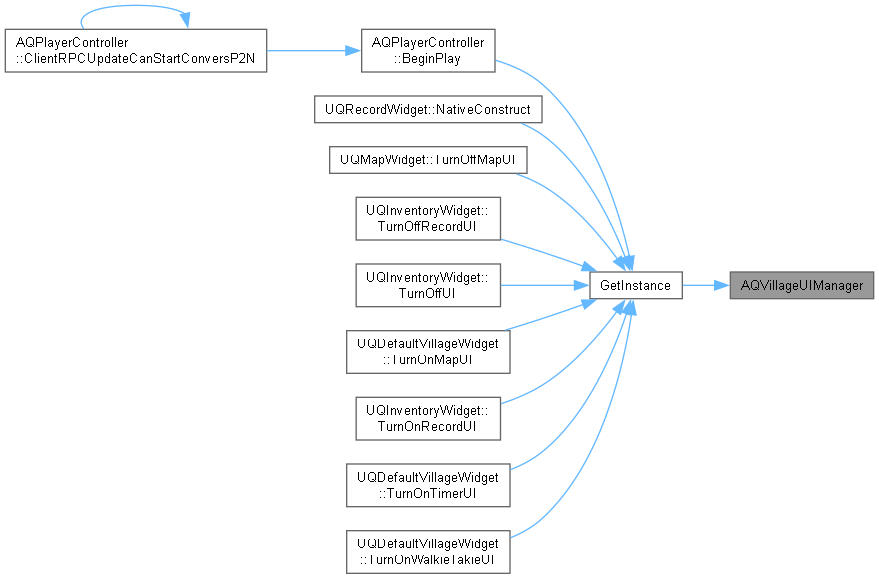 AQPlayerController
::ClientRPCUpdateCanStartConversP2N
AQPlayerController
::BeginPlay
UQRecordWidget::NativeConstruct
UQMapWidget::TurnOffMapUI
UQInventoryWidget::
TurnOffRecordUI
UQInventoryWidget::
TurnOffUI
GetInstance
AQVillageUIManager
UQDefaultVillageWidget
::TurnOnMapUI
UQInventoryWidget::
TurnOnRecordUI
UQDefaultVillageWidget
::TurnOnTimerUI
UQDefaultVillageWidget
::TurnOnWalkieTalkieUI